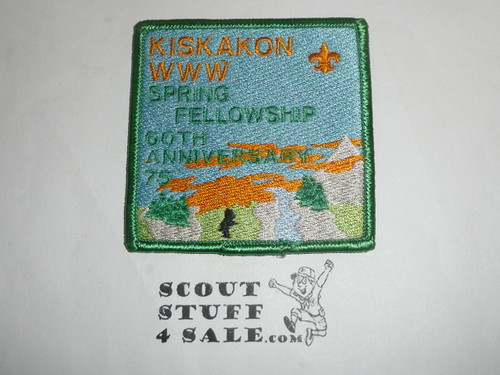 KISKAKON
WWW
SPRING
FELLOWSHIP
60TH
ANNIVERSARY
75
SCOUT
STUFF
4 SALE.com